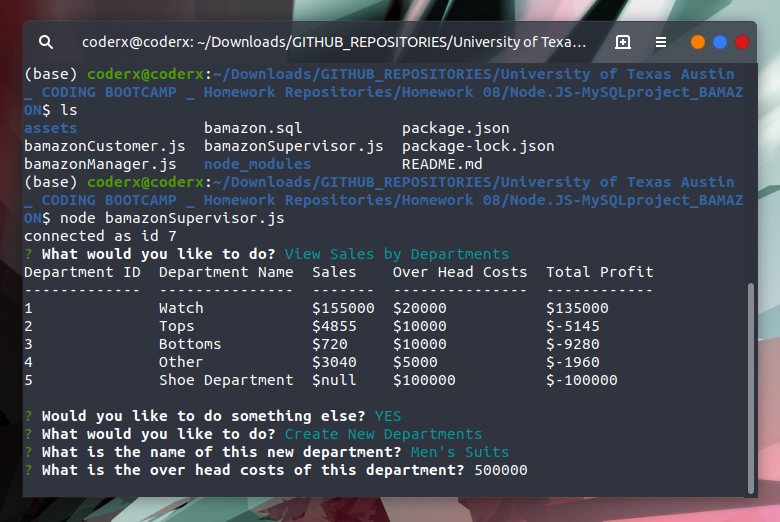 coderx@coderx: ~/Downloads/GITHUB_REPOSITORIES/University of Texa...
(base) coderx@coderx:~/Downloads/GITHUB_REPOSITORIES/University of Texas Austin
_ CODING BOOTCAMP _ Homework Repositories/Homework 08/Node.JS-MySQLproject_BAMAZ
ON$ ls
assets bamazon.sql package.json
bamazonCustomer.js bamazonSupervisor.js package-lock.json
bamazonManager.js node_modules README.md
(base) coderx@coderx:~/Downloads/GITHUB_REPOSITORIES/University of Texas Austin
_ CODING BOOTCAMP _ Homework Repositories/Homework 08/Node.JS-MySQLproject_BAMAZ
ON$ node bamazonSupervisor.js
connected as id 7
? What would you like to do? View Sales by Departments
Department ID  Department Name  Sales    Over Head Costs  Total Profit
-------------  ---------------  -------  ---------------  ------------
1              Watch            $155000  $20000           $135000
2              Tops             $4855    $10000           $-5145
3              Bottoms          $720     $10000           $-9280
4              Other            $3040    $5000            $-1960
5              Shoe Department  $null    $100000          $-100000
? Would you like to do something else? YES
? What would you like to do? Create New Departments
? What is the name of this new department? Men's Suits
? What is the over head costs of this department? 500000